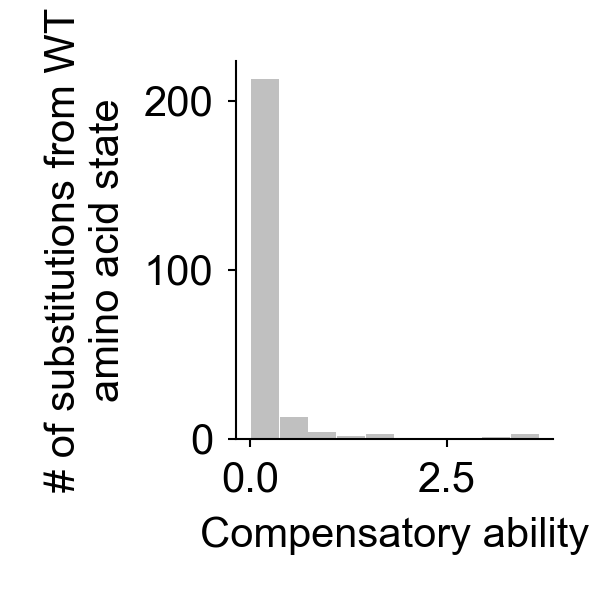 # of substitutions from WT
amino acid state
200
100
0
0.0
2.5
Compensatory ability